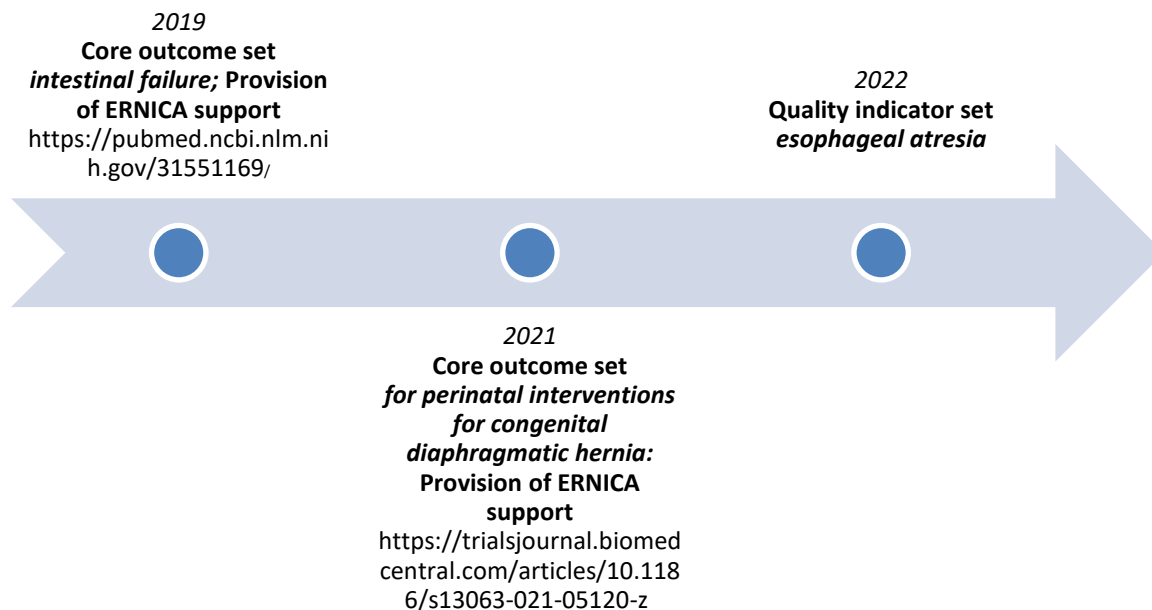 2019
Core outcome set
intestinal failure; Provision
of ERNICA support
https://pubmed.ncbi.nlm.ni
h.gov/31551169/
2022
Quality indicator set
esophageal atresia
2021
Core outcome set
for perinatal interventions
for congenital
diaphragmatic hernia:
Provision of ERNICA
support
https://trialsjournal.biomed
central.com/articles/10.118
6/s13063-021-05120-z